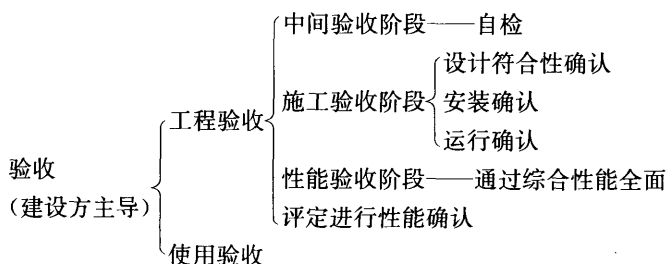 中间验收阶段——自检
设计符合性确认
施工验收阶段
安装确认
工程验收
运行确认
验收
(建设方主导)
性能验收阶段——通过综合性能全面
评定进行性能确认
使用验收